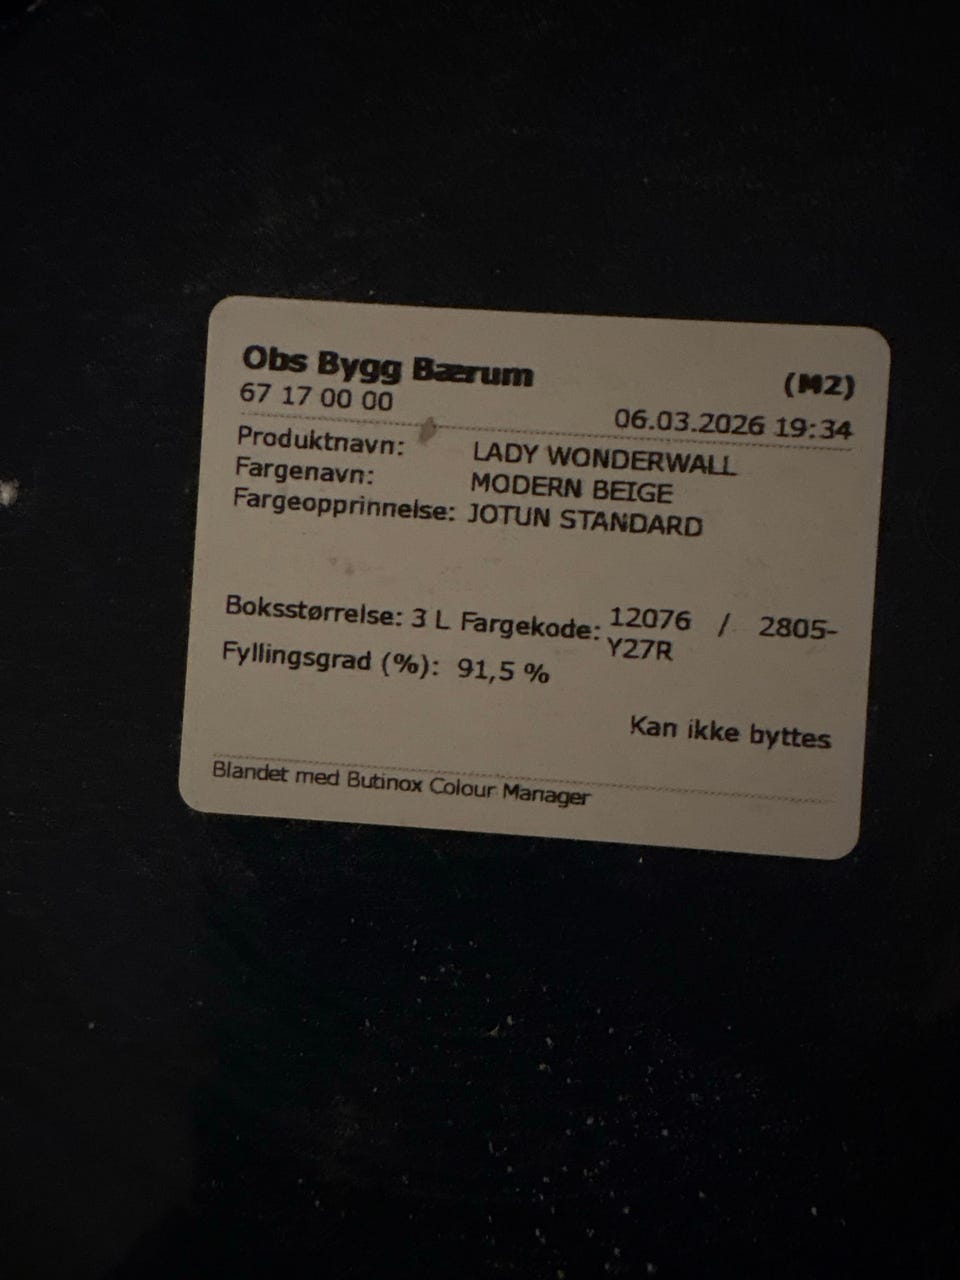 Obs Bygg Bærum
(M2)
67 17 00 00
06.03.2026 19:34
Produktnavn: LADY WONDERWALL
Fargenavn: MODERN BEIGE
Fargeopprinnelse: JOTUN STANDARD
Boksstørrelse: 3 L Fargekode: 12076 / 2805-
Y27R
Fyllingsgrad (%): 91,5 %
Kan ikke byttes
Blandet med Butinox Colour Manager